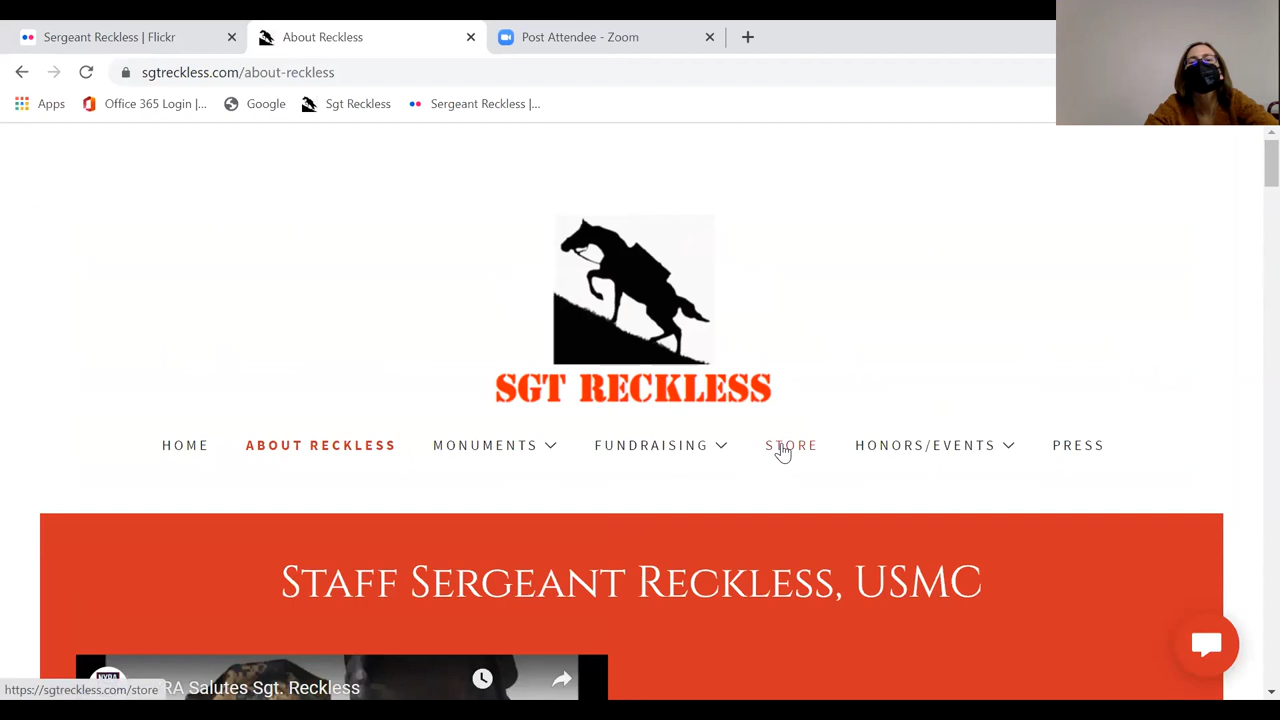 Sergeant Reckless | Flickr
About Reckless
Post Attendee - Zoom
sgtreckless.com/about-reckless
Apps
Office 365 Login |...
Google
Sgt Reckless
Sergeant Reckless |...
SGT RECKLESS
HOME
ABOUT RECKLESS
MONUMENTS
FUNDRAISING
STORE
HONORS/EVENTS
PRESS
Staff Sergeant Reckless, USMC
NYRA
RA Salutes Sgt. Reckless
https://sgtreckless.com/store